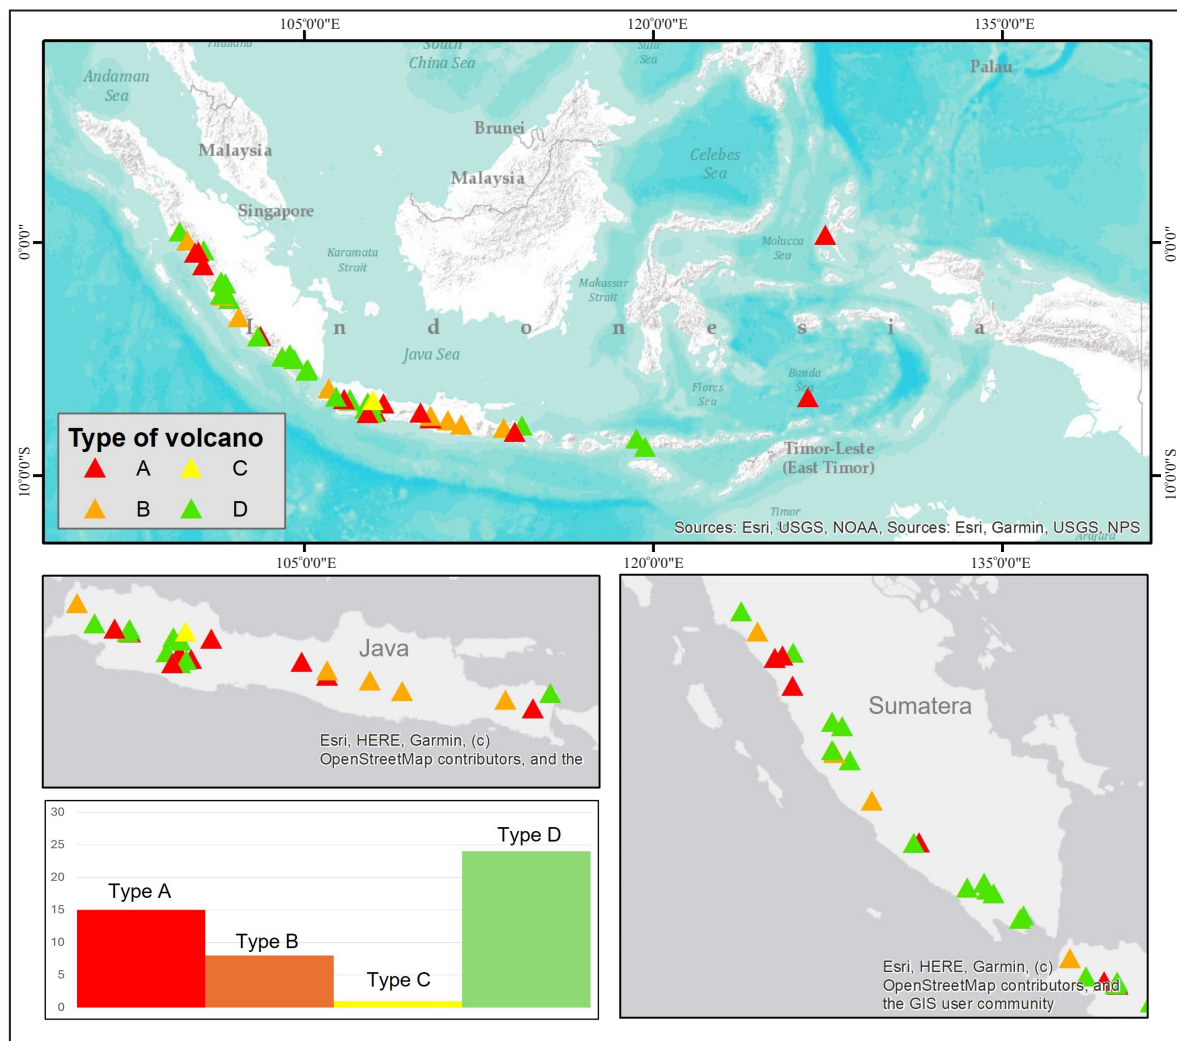 105°0'0"E 120°0'0"E 135°0'0"E
Thailand
South
China Sea
Sulu
Sea
Palau
Andaman
Sea
Brunei
Malaysia
Celebes
Sea
Malaysia
Singapore
0°0'0"
Karamata
Strait
Molucca
Sea
0°0'0"
Makassar
Strait
I n d o n e s i a
Java Sea
Flores
Sea
Banda
Sea
Type of volcano
A C
B D
Timor-Leste
(East Timor)
10°0'0"S
10°0'0"S
Timor
Sources: Esri, USGS, NOAA, Sources: Esri, Garmin, USGS, NPS
Arafura
105°0'0"E 120°0'0"E 135°0'0"E
Java
Esri, HERE, Garmin, (c)
OpenStreetMap contributors, and the
Sumatera
Esri, HERE, Garmin, (c)
OpenStreetMap contributors, and
the GIS user community
30
25
20
15
10
5
0
Type A
Type B
Type C
Type D